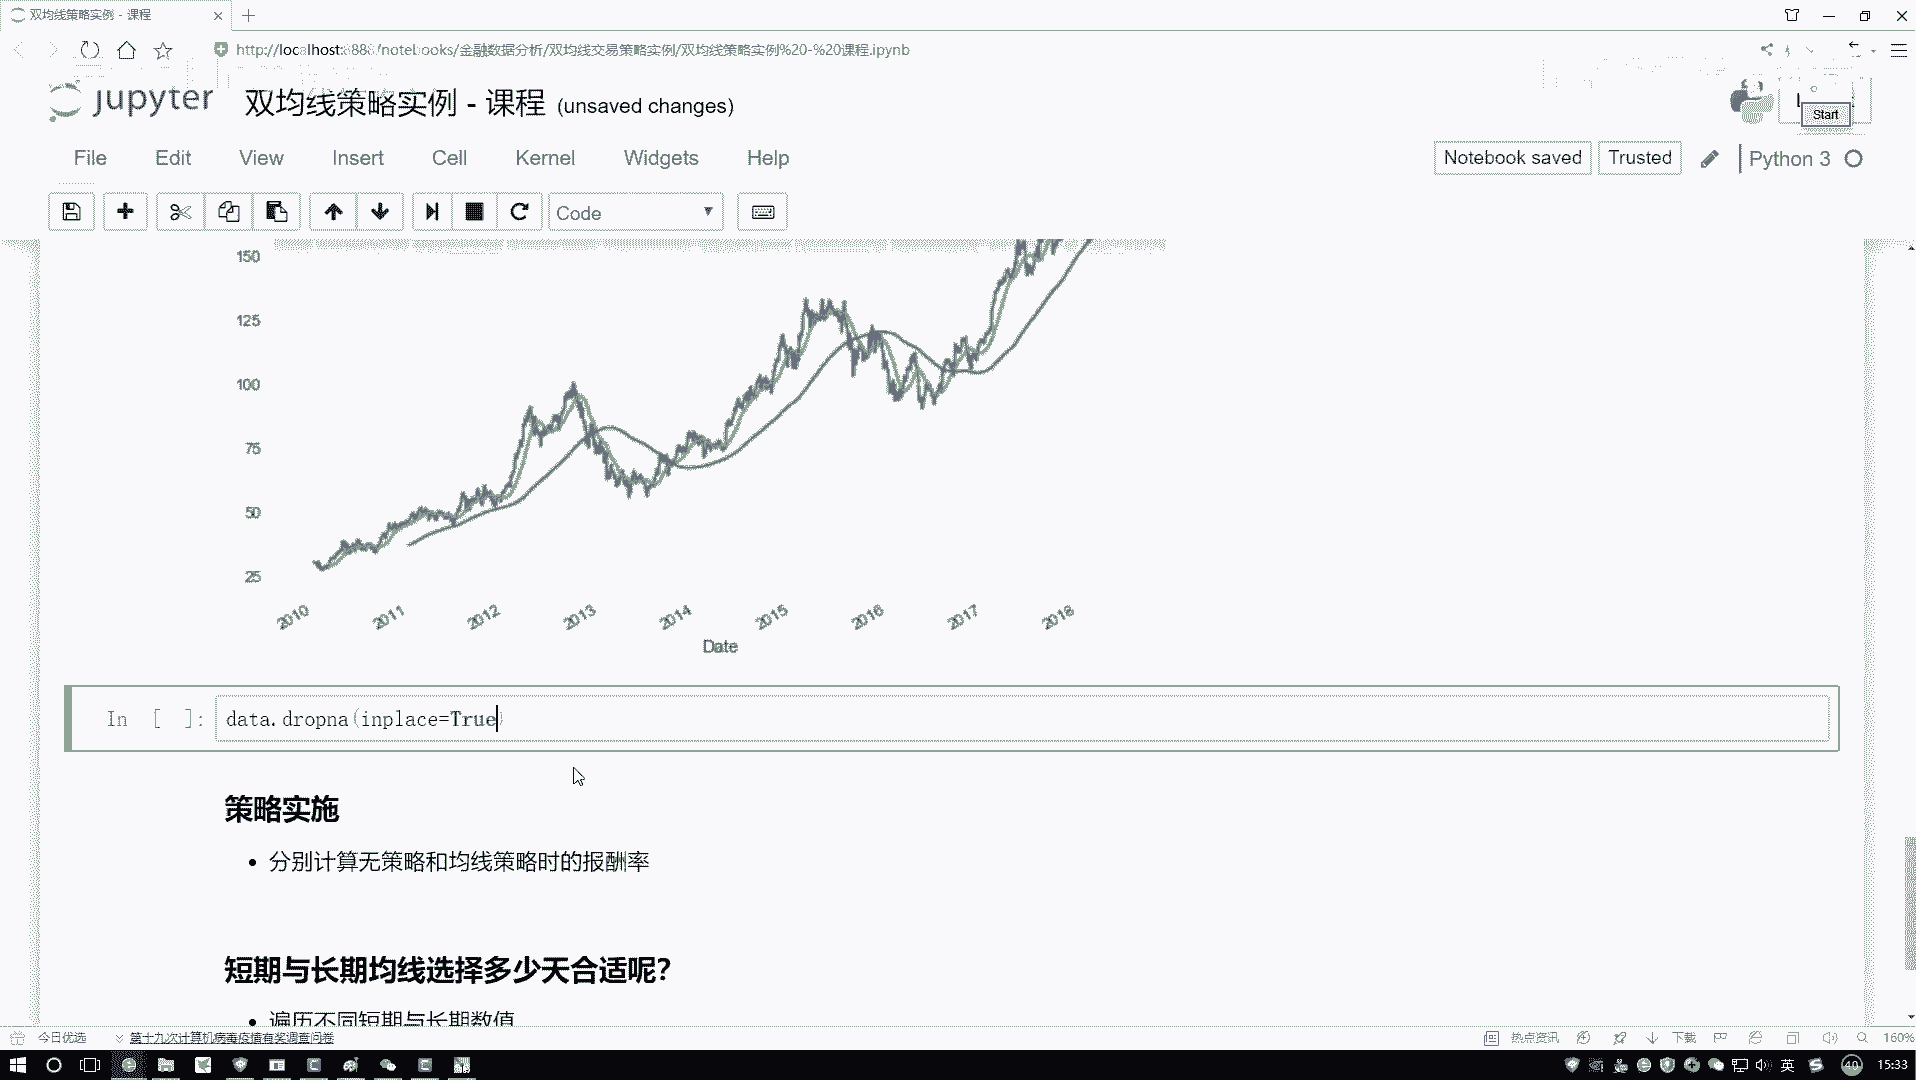 双均线策略实例 - 课程
http://localhost:888/notebooks/金融数据分析/双均线交易策略实例/双均线策略实例%20-%20课程.ipynb
jupyter 双均线策略实例 - 课程 (unsaved changes)
Start
File Edit View Insert Cell Kernel Widgets Help
Notebook saved Trusted Python 3
Code
150
125
100
75
50
25
2010 2011 2012 2013 2014 2015 2016 2017 2018
Date
In [ ]: data.dropna(inplace=True)
策略实施
• 分别计算无策略和均线策略时的报酬率
短期与长期均线选择多少天合适呢?
• 遍历不同短期与长期数值
今日优选 第十九次计算机病毒疫情有奖调查问卷 热点资讯 下载 160%
英 40 15:33